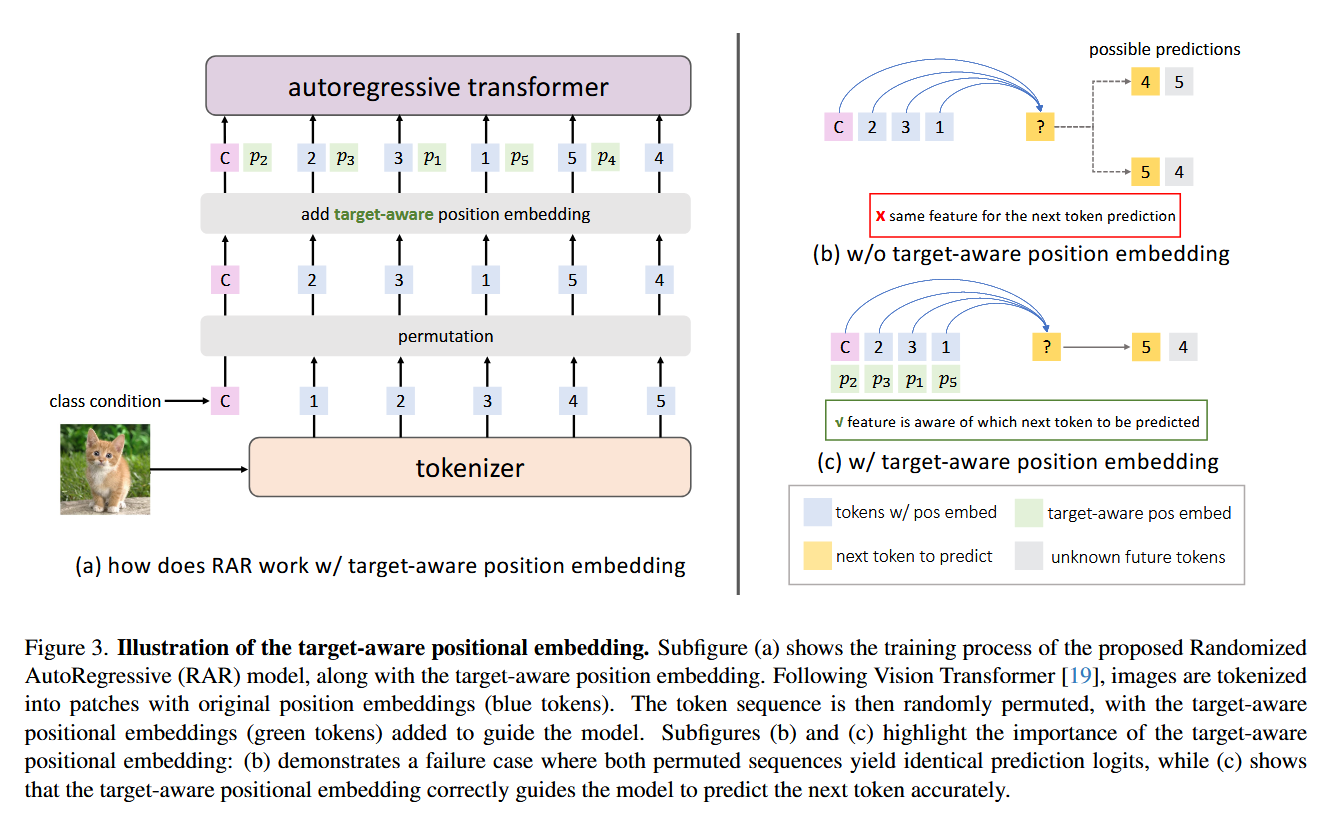 autoregressive transformer
C p2 2 p3 3 p1 1 p5 5 p4 4
add target-aware position embedding
C 2 3 1 5 4
permutation
class condition C 1 2 3 4 5
tokenizer
(a) how does RAR work w/ target-aware position embedding
possible predictions
4 5
C 2 3 1 ?
5 4
X same feature for the next token prediction
(b) w/o target-aware position embedding
C 2 3 1 ? 5 4
p2 p3 p1 p5
√ feature is aware of which next token to be predicted
(c) w/ target-aware position embedding
tokens w/ pos embed target-aware pos embed
next token to predict unknown future tokens
Figure 3. Illustration of the target-aware positional embedding. Subfigure (a) shows the training process of the proposed Randomized
AutoRegressive (RAR) model, along with the target-aware position embedding. Following Vision Transformer [19], images are tokenized
into patches with original position embeddings (blue tokens). The token sequence is then randomly permuted, with the target-aware
positional embeddings (green tokens) added to guide the model. Subfigures (b) and (c) highlight the importance of the target-aware
positional embedding: (b) demonstrates a failure case where both permuted sequences yield identical prediction logits, while (c) shows
that the target-aware positional embedding correctly guides the model to predict the next token accurately.